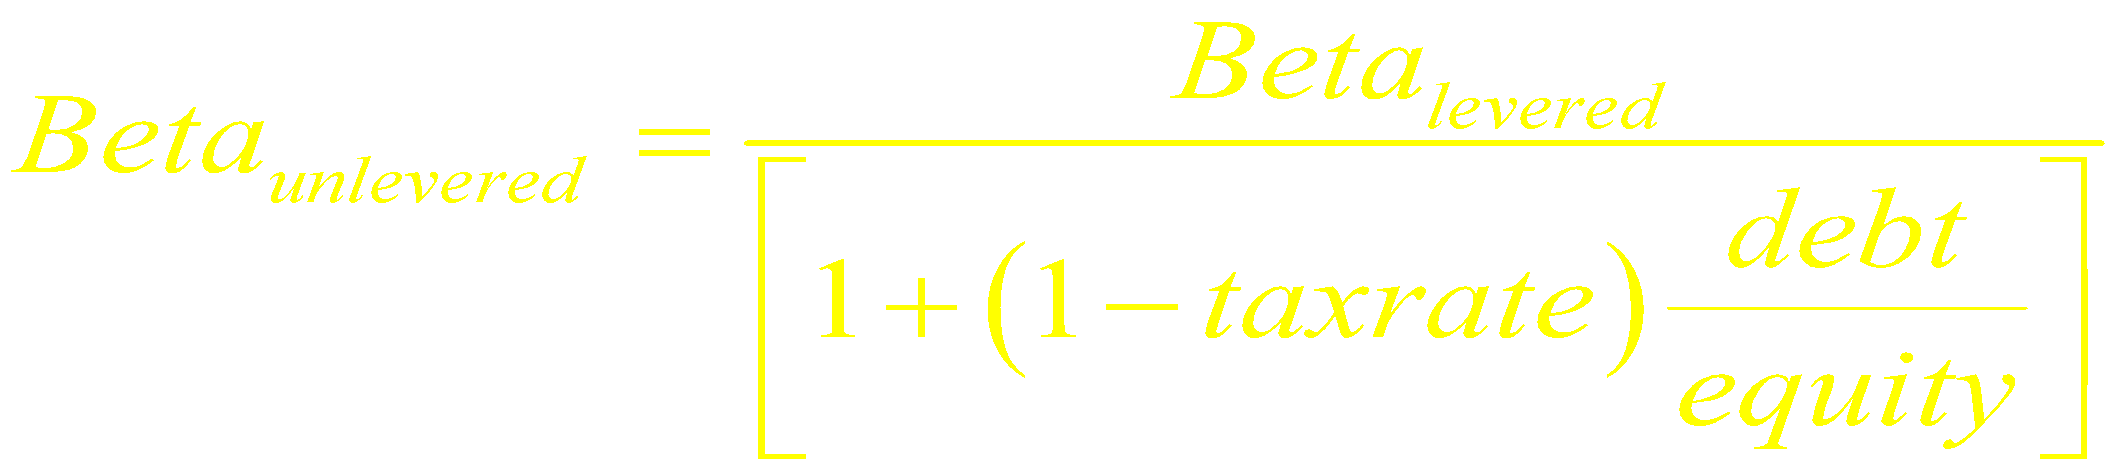 Beta_unlevered = Beta_levered / [1 + (1 − taxrate) debt / equity]